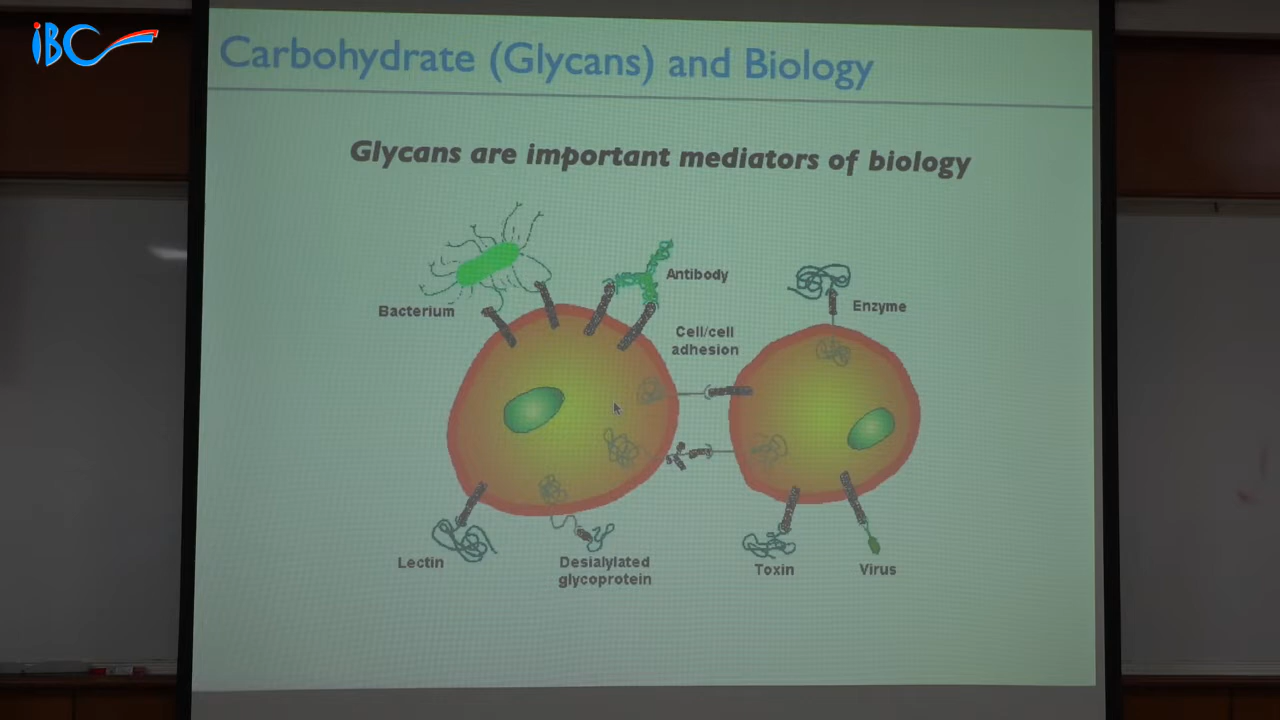 iBC
Carbohydrate (Glycans) and Biology
Glycans are important mediators of biology
Antibody
Bacterium
Enzyme
Cell/cell
adhesion
Lectin
Desialylated
glycoprotein
Toxin
Virus